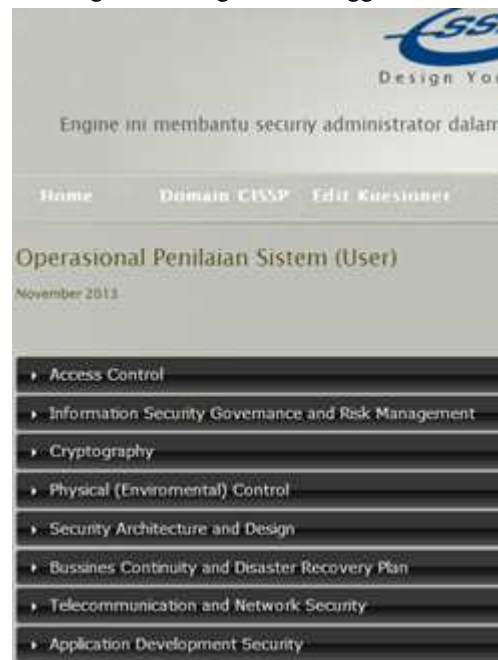 Design You
Engine ini membantu securiy administrator dalam
Home Domain CISSP Edit Kuesioner
Operasional Penilaian Sistem (User)
November 2013
Access Control
Information Security Governance and Risk Management
Cryptography
Physical (Enviromental) Control
Security Architecture and Design
Bussines Continuity and Disaster Recovery Plan
Telecommunication and Network Security
Application Development Security